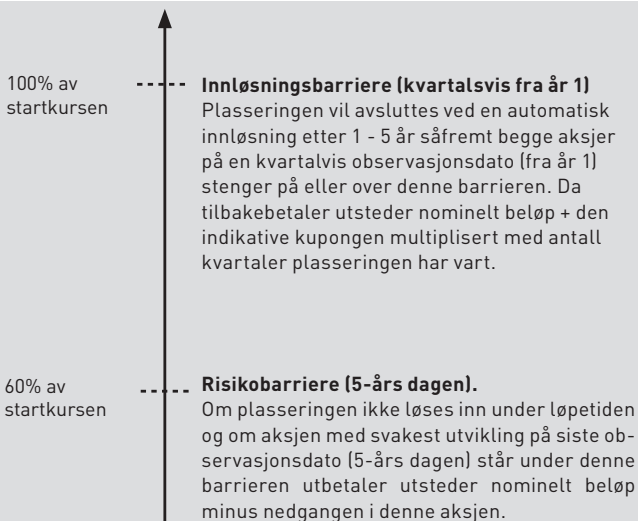 100% av
startkursen
Innløsningsbarriere (kvartalsvis fra år 1)
Plasseringen vil avsluttes ved en automatisk
innløsning etter 1 - 5 år såfremt begge aksjer
på en kvartalvis observasjonsdato (fra år 1)
stenger på eller over denne barrieren. Da
tilbakebetaler utsteder nominelt beløp + den
indikative kupongen multiplisert med antall
kvartaler plasseringen har vart.
60% av
startkursen
Risikobarriere (5-års dagen).
Om plasseringen ikke løses inn under løpetiden
og om aksjen med svakest utvikling på siste ob-
servasjonsdato (5-års dagen) står under denne
barrieren utbetaler utsteder nominelt beløp
minus nedgangen i denne aksjen.